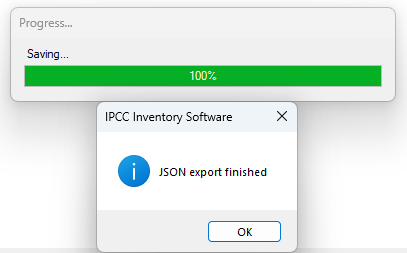 Progress...
Saving...
100%
IPCC Inventory Software
JSON export finished
OK